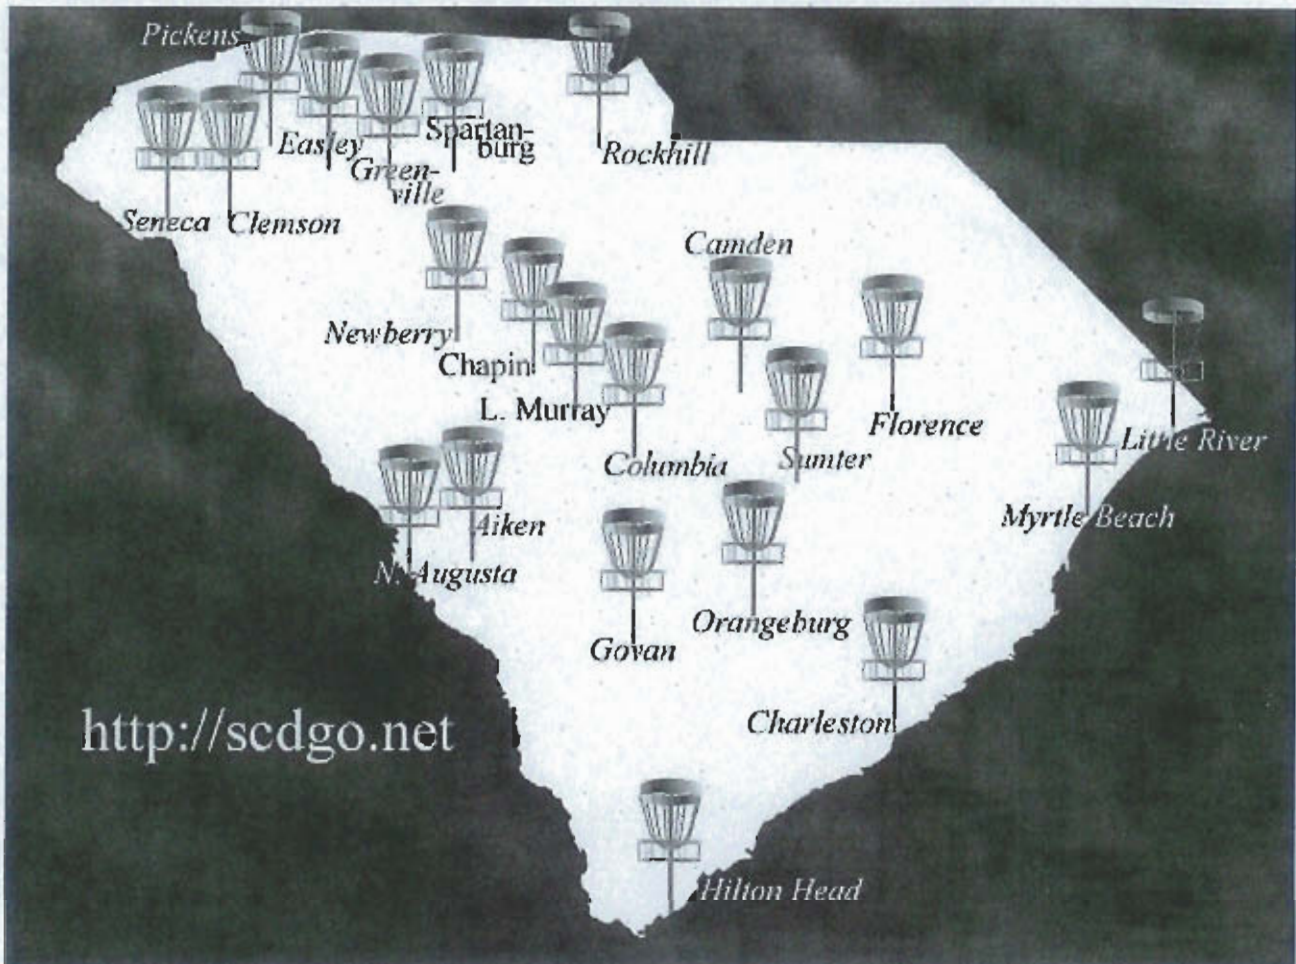 Pickens
Easley
Green-
ville
Spartan-
burg
Rockhill
Seneca
Clemson
Camden
Newberry
Chapin
L. Murray
Columbia
Sumter
Florence
Little River
Myrtle Beach
Aiken
N. Augusta
Orangeburg
Govan
http://scdgo.net
Charleston
Hilton Head